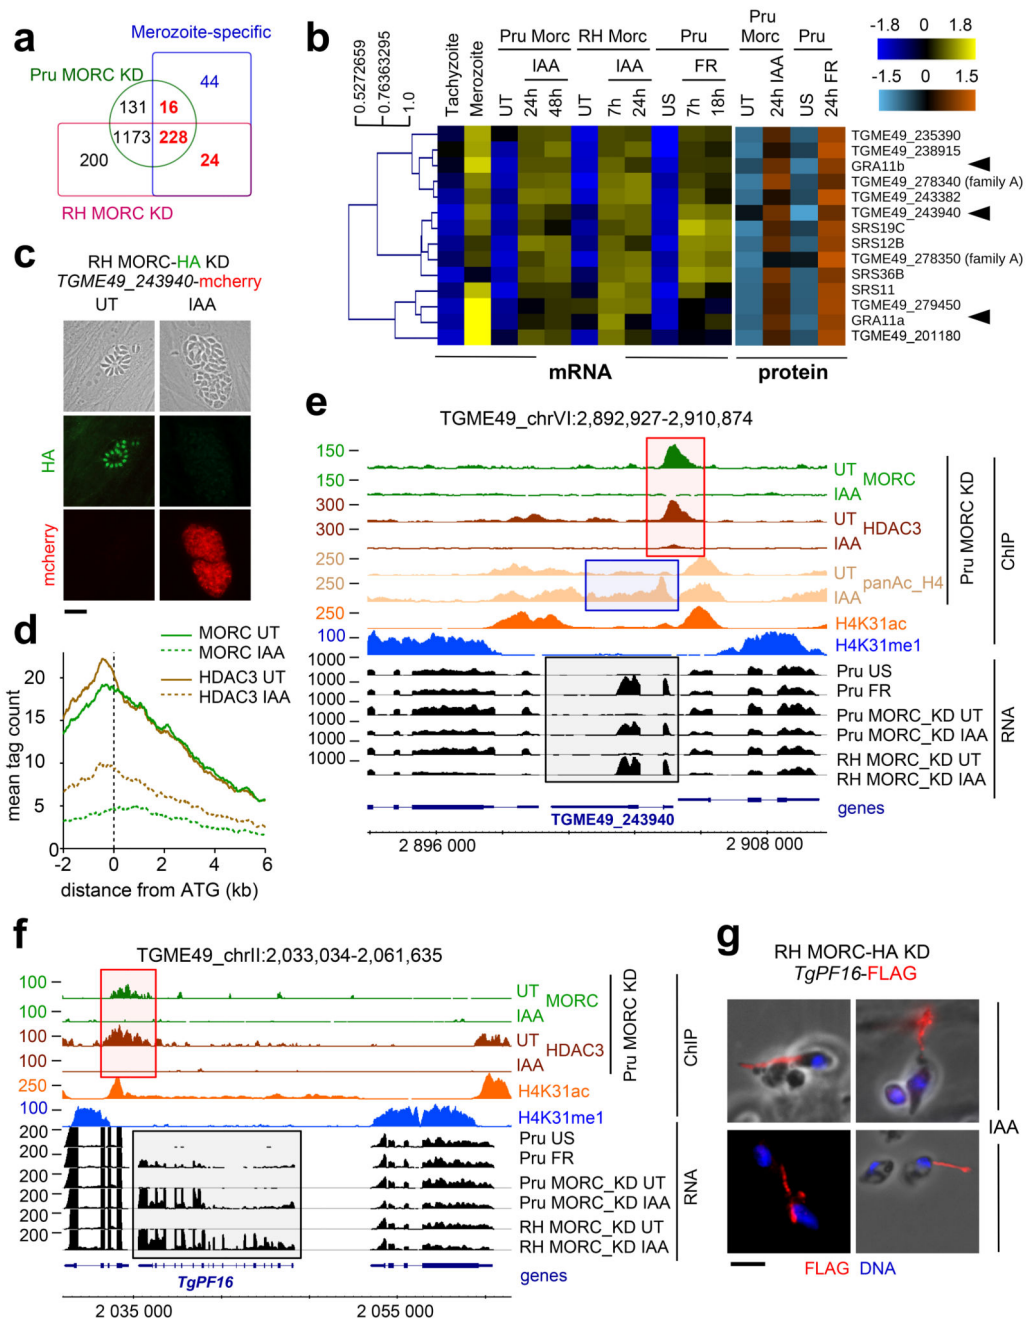 a
Merozoite-specific
Pru MORC KD
44
131
16
1173
228
200
24
RH MORC KD
b
0.5272659
0.76363295
1.0
Tachyzoite
Merozoite
Pru Morc
RH Morc
Pru
IAA
IAA
FR
UT
24h
48h
UT
7h
24h
US
7h
18h
Pru
Morc
Pru
UT
24h IAA
US
24h FR
-1.8
1.8
-1.5
1.5
TGME49_235390
TGME49_238915
GRA11b
TGME49_278340 (family A)
TGME49_243382
TGME49_243940
SRS19C
SRS12B
TGME49_278350 (family A)
SRS36B
SRS11
TGME49_279450
GRA11a
TGME49_201180
mRNA
protein
c
RH MORC-HA KD
TGME49_243940-mcherry
UT
IAA
HA
mcherry
d
MORC UT
MORC IAA
HDAC3 UT
HDAC3 IAA
mean tag count
20
15
10
5
0
-2
0
2
4
6
distance from ATG (kb)
e
TGME49_chrVI:2,892,927-2,910,874
150
UT
MORC
150
IAA
300
UT
HDAC3
300
IAA
250
UT
panAc_H4
250
IAA
250
H4K31ac
100
H4K31me1
Pru MORC KD
ChIP
1000
Pru US
1000
Pru FR
1000
Pru MORC_KD UT
1000
Pru MORC_KD IAA
1000
RH MORC_KD UT
1000
RH MORC_KD IAA
RNA
genes
TGME49_243940
2 896 000
2 908 000
f
TGME49_chrII:2,033,034-2,061,635
100
UT
MORC
100
IAA
100
UT
HDAC3
100
IAA
250
H4K31ac
100
H4K31me1
Pru MORC KD
ChIP
200
Pru US
200
Pru FR
200
Pru MORC_KD UT
200
Pru MORC_KD IAA
200
RH MORC_KD UT
200
RH MORC_KD IAA
RNA
TgPF16
genes
2 035 000
2 055 000
g
RH MORC-HA KD
TgPF16-FLAG
IAA
FLAG DNA